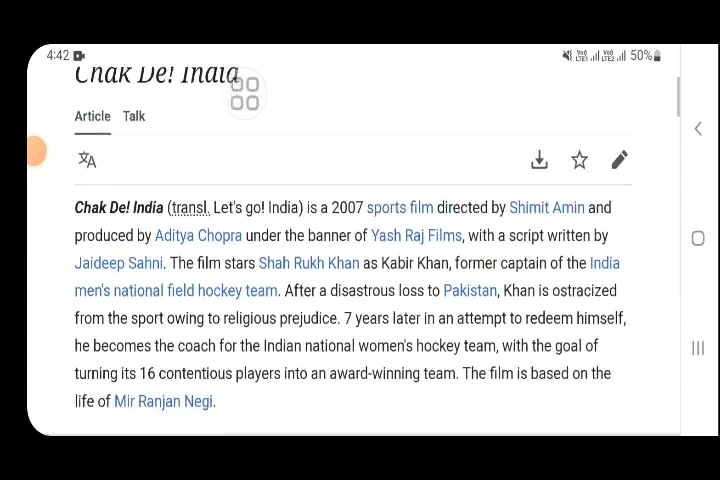 4:42
Vo)) LTE1 Vo)) LTE2 50%
Chak De! India
Article Talk
Chak De! India (transl. Let's go! India) is a 2007 sports film directed by Shimit Amin and
produced by Aditya Chopra under the banner of Yash Raj Films, with a script written by
Jaideep Sahni. The film stars Shah Rukh Khan as Kabir Khan, former captain of the India
men's national field hockey team. After a disastrous loss to Pakistan, Khan is ostracized
from the sport owing to religious prejudice. 7 years later in an attempt to redeem himself,
he becomes the coach for the Indian national women's hockey team, with the goal of
turning its 16 contentious players into an award-winning team. The film is based on the
life of Mir Ranjan Negi.